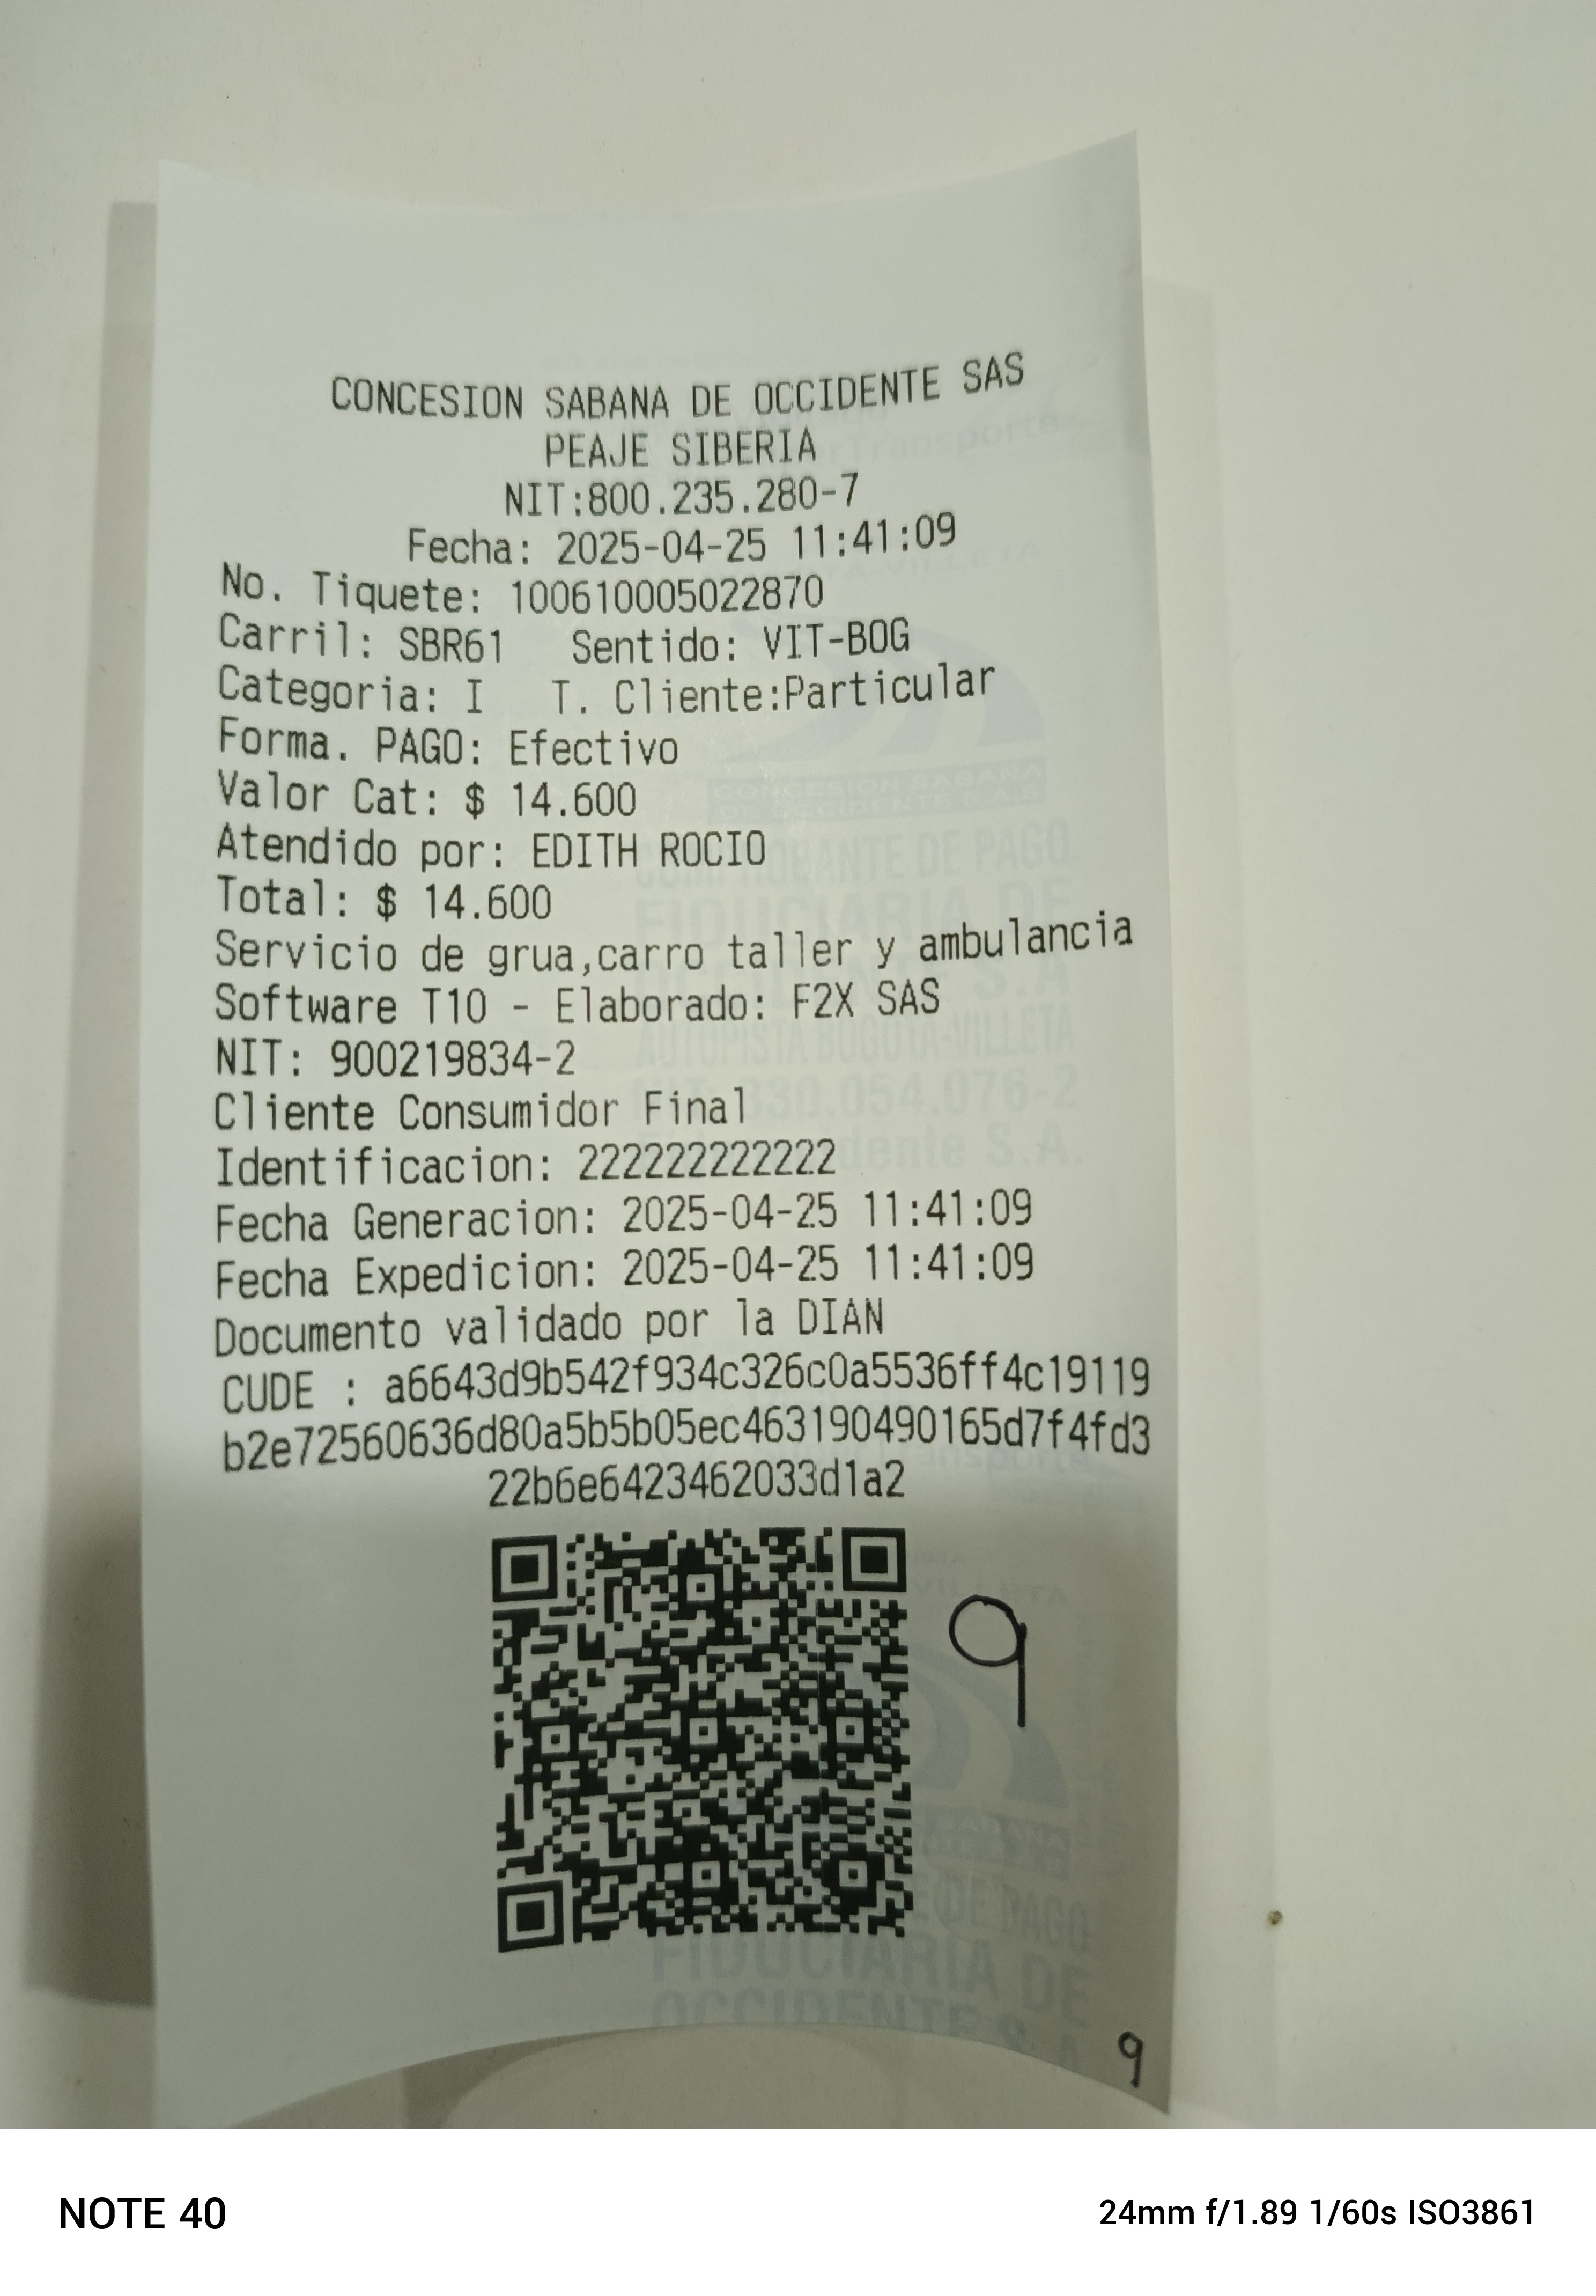 CONCESION SABANA DE OCCIDENTE SAS
PEAJE SIBERIA
NIT:800.235.280-7
Fecha: 2025-04-25 11:41:09
No. Tiquete: 100610005022870
Carril: SBR61 Sentido: VIT-BOG
Categoria: I T. Cliente:Particular
Forma. PAGO: Efectivo
Valor Cat: $ 14.600
Atendido por: EDITH ROCIO
Total: $ 14.600
Servicio de grua,carro taller y ambulancia
Software T10 - Elaborado: F2X SAS
NIT: 900219834-2
Cliente Consumidor Final
Identificacion: 222222222222
Fecha Generacion: 2025-04-25 11:41:09
Fecha Expedicion: 2025-04-25 11:41:09
Documento validado por la DIAN
CUDE : a6643d9b542f934c326c0a5536ff4c19119
b2e72560636d80a5b5b05ec463190490165d7f4fd3
22b6e6423462033d1a2
9
FIDUCIARIA DE
OCCIDENTE S.A
9
NOTE 40
24mm f/1.89 1/60s ISO3861